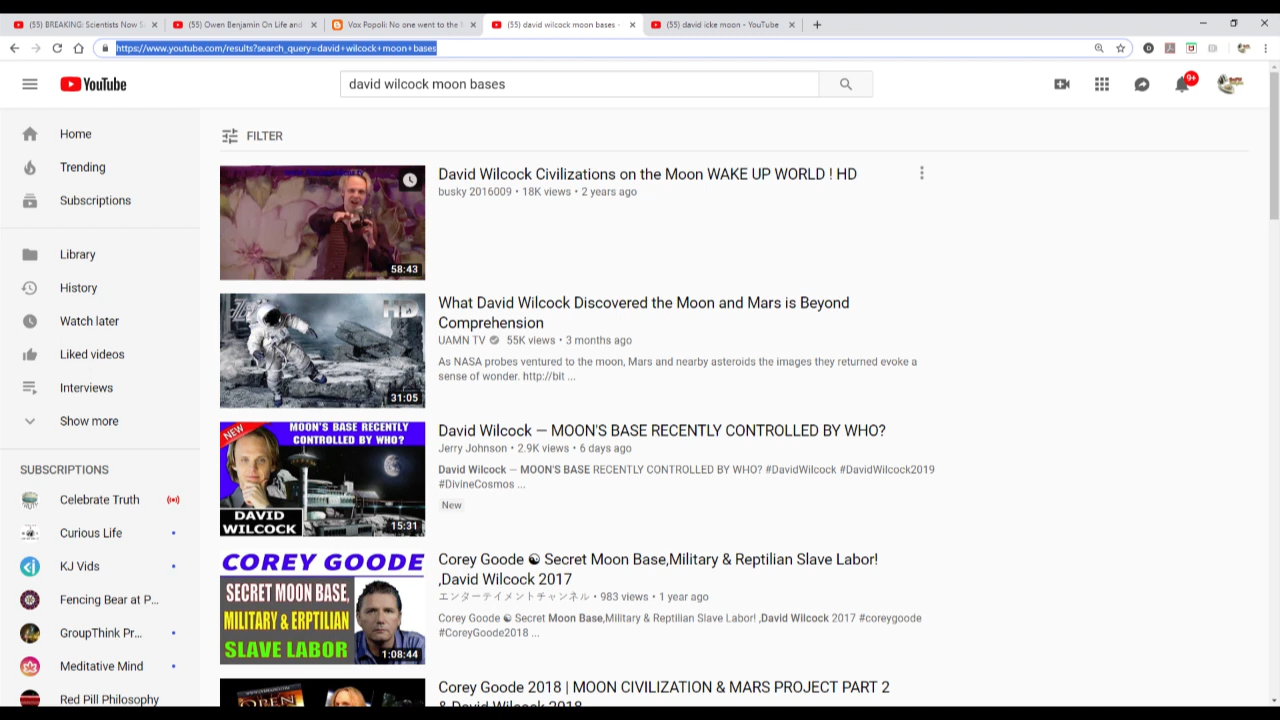 (55) BREAKING: Scientists Now S
(55) Owen Benjamin On Life and
Vox Popoli: No one went to the
(55) david wilcock moon bases -
(55) david icke moon - YouTube
https://www.youtube.com/results?search_query=david+wilcock+moon+bases
YouTube
david wilcock moon bases
9+
Home
Trending
Subscriptions
Library
History
Watch later
Liked videos
Interviews
Show more
SUBSCRIPTIONS
Celebrate Truth
Curious Life
KJ Vids
Fencing Bear at P...
GroupThink Pr...
Meditative Mind
Red Pill Philosophy
FILTER
58:43
David Wilcock Civilizations on the Moon WAKE UP WORLD ! HD
busky 2016009 • 18K views • 2 years ago
HD
31:05
What David Wilcock Discovered the Moon and Mars is Beyond
Comprehension
UAMN TV 55K views • 3 months ago
As NASA probes ventured to the moon, Mars and nearby asteroids the images they returned evoke a
sense of wonder. http://bit ...
NEW
MOON'S BASE RECENTLY
CONTROLLED BY WHO?
DAVID
WILCOCK
15:31
David Wilcock — MOON'S BASE RECENTLY CONTROLLED BY WHO?
Jerry Johnson • 2.9K views • 6 days ago
David Wilcock — MOON'S BASE RECENTLY CONTROLLED BY WHO? #DavidWilcock #DavidWilcock2019
#DivineCosmos ...
New
COREY GOODE
SECRET MOON BASE,
MILITARY & ERPTILIAN
SLAVE LABOR
1:08:44
Corey Goode ☯ Secret Moon Base,Military & Reptilian Slave Labor!
,David Wilcock 2017
エンターテイメントチャンネル • 983 views • 1 year ago
Corey Goode ☯ Secret Moon Base,Military & Reptilian Slave Labor! ,David Wilcock 2017 #coreygoode
#CoreyGoode2018 ...
OPEN
Corey Goode 2018 | MOON CIVILIZATION & MARS PROJECT PART 2
& David Wilcock 2018